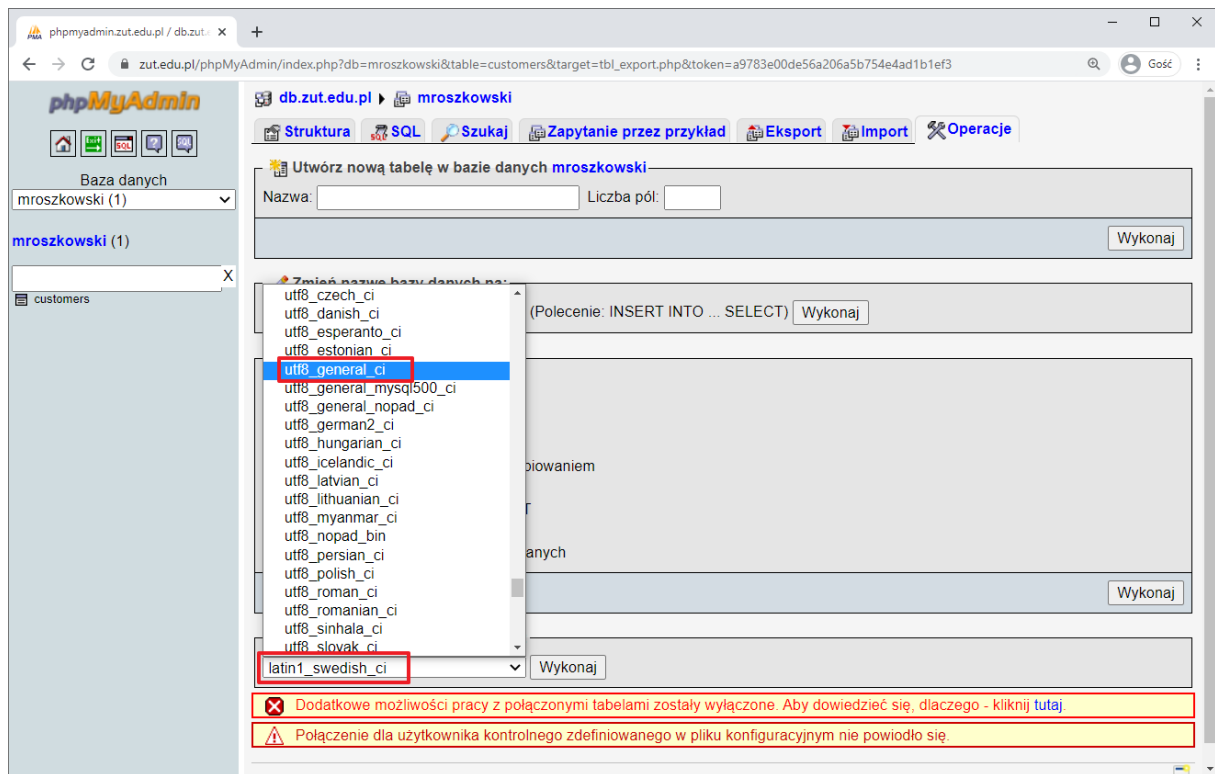 phpmyadmin.zut.edu.pl / db.zut.
zut.edu.pl/phpMyAdmin/index.php?db=mroszkowski&table=customers&target=tbl_export.php&token=a9783e00de56a206a5b754e4ad1b1ef3
Gość
phpMyAdmin
Baza danych
mroszkowski (1)
mroszkowski (1)
X
customers
db.zut.edu.pl ▸ mroszkowski
Struktura SQL Szukaj Zapytanie przez przykład Eksport Import Operacje
Utwórz nową tabelę w bazie danych mroszkowski
Nazwa: Liczba pól:
Wykonaj
Zmień nazwę bazy danych na:
(Polecenie: INSERT INTO ... SELECT) Wykonaj
utf8_czech_ci
utf8_danish_ci
utf8_esperanto_ci
utf8_estonian_ci
utf8_general_ci
utf8_general_mysql500_ci
utf8_general_nopad_ci
utf8_german2_ci
utf8_hungarian_ci
utf8_icelandic_ci
utf8_latvian_ci
utf8_lithuanian_ci
utf8_myanmar_ci
utf8_nopad_bin
utf8_persian_ci
utf8_polish_ci
utf8_roman_ci
utf8_romanian_ci
utf8_sinhala_ci
utf8_slovak_ci
piowaniem
anych
Wykonaj
latin1_swedish_ci Wykonaj
Dodatkowe możliwości pracy z połączonymi tabelami zostały wyłączone. Aby dowiedzieć się, dlaczego - kliknij tutaj.
Połączenie dla użytkownika kontrolnego zdefiniowanego w pliku konfiguracyjnym nie powiodło się.